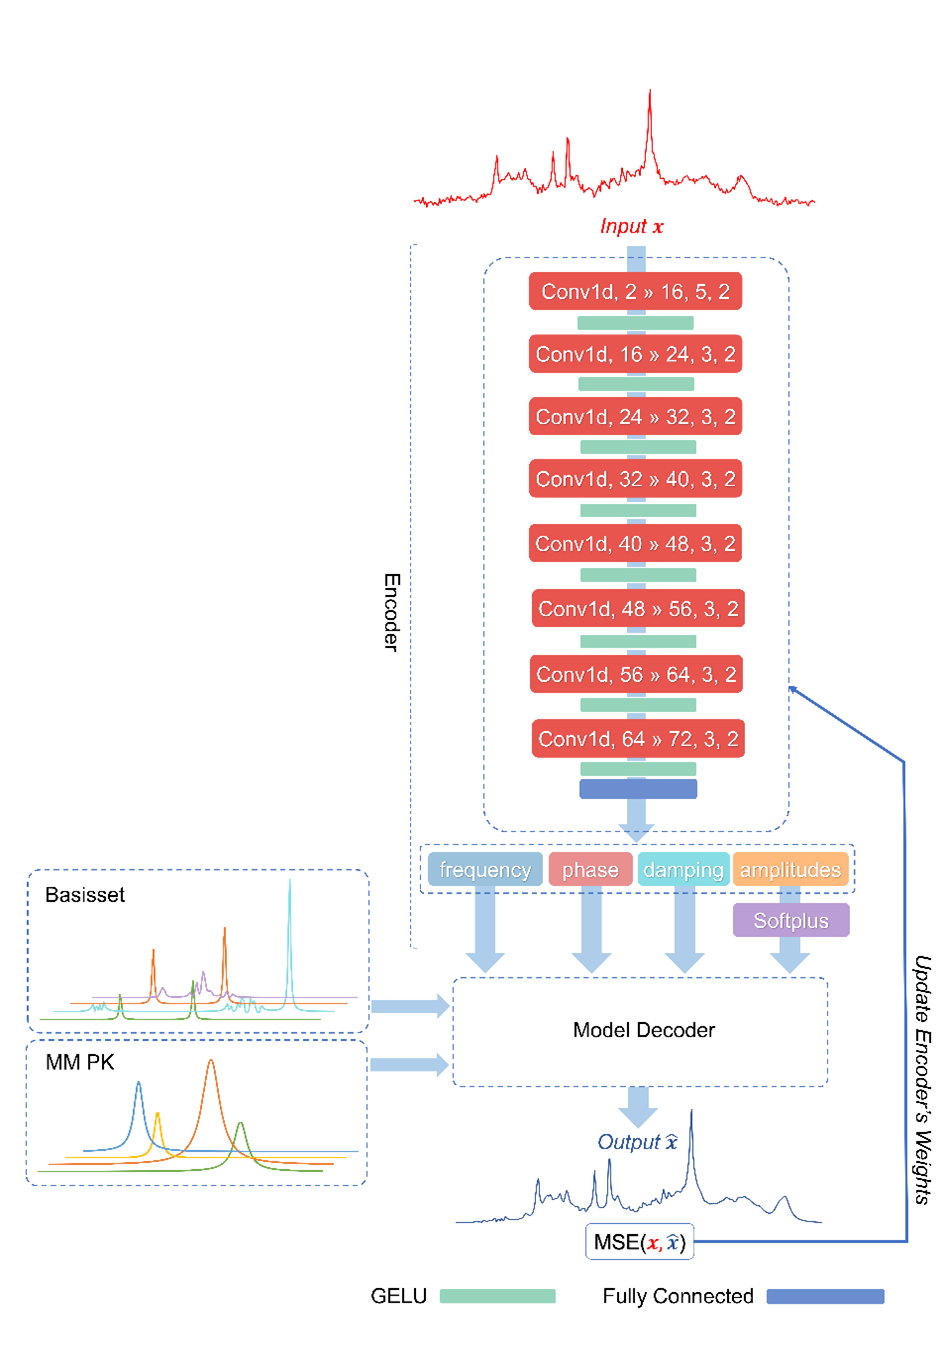 Input x
Conv1d, 2 » 16, 5, 2
Conv1d, 16 » 24, 3, 2
Conv1d, 24 » 32, 3, 2
Conv1d, 32 » 40, 3, 2
Conv1d, 40 » 48, 3, 2
Conv1d, 48 » 56, 3, 2
Conv1d, 56 » 64, 3, 2
Conv1d, 64 » 72, 3, 2
Encoder
frequency
phase
damping
amplitudes
Softplus
Basisset
MM PK
Model Decoder
Output x̂
MSE(x, x̂)
Update Encoder's Weights
GELU
Fully Connected